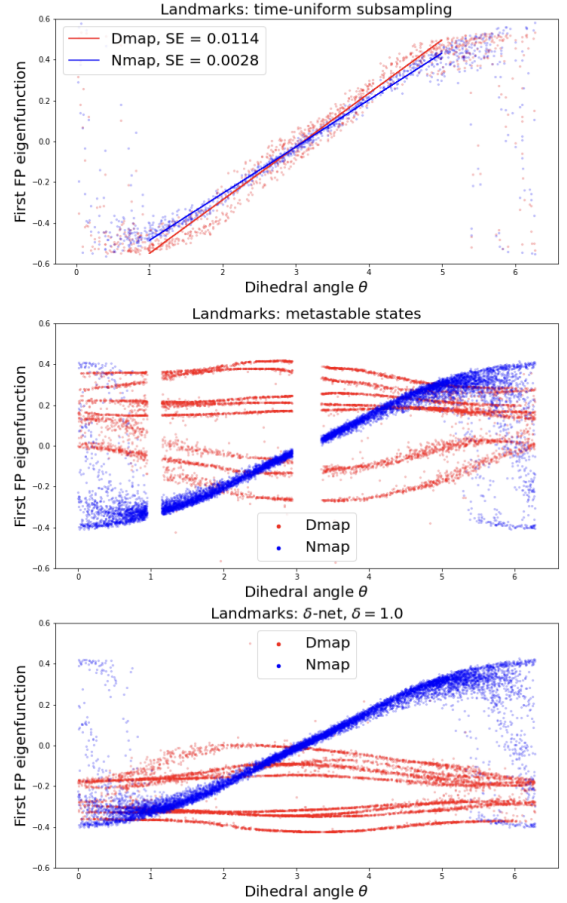 Landmarks: time-uniform subsampling
Dmap, SE = 0.0114
Nmap, SE = 0.0028
First FP eigenfunction
0.6
0.4
0.2
0.0
−0.2
−0.4
−0.6
0 1 2 3 4 5 6
Dihedral angle θ
Landmarks: metastable states
First FP eigenfunction
0.6
0.4
0.2
0.0
−0.2
−0.4
−0.6
Dmap
Nmap
0 1 2 3 4 5 6
Dihedral angle θ
Landmarks: δ-net, δ = 1.0
Dmap
Nmap
First FP eigenfunction
0.6
0.4
0.2
0.0
−0.2
−0.4
−0.6
0 1 2 3 4 5 6
Dihedral angle θ